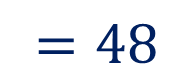 = 48